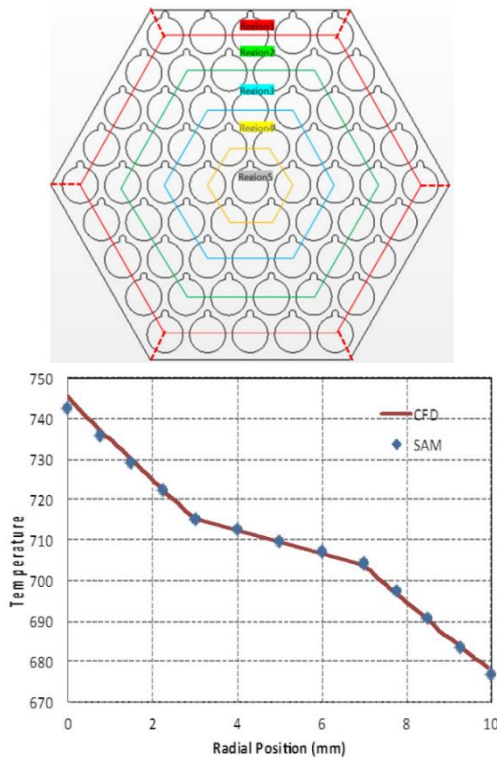 Region1
Region2
Region3
Region4
Region5
750
740
730
720
710
700
690
680
670
CFD
SAM
Temperature
0 2 4 6 8 10
Radial Position (mm)